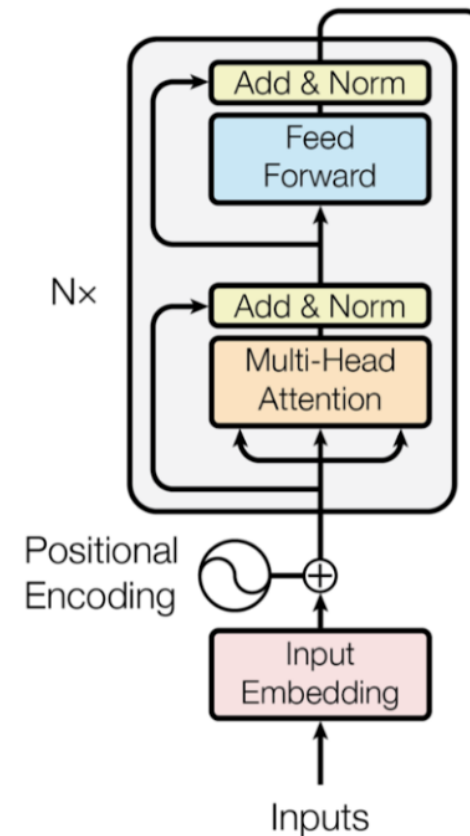 Add & Norm
Feed
Forward
N×
Add & Norm
Multi-Head
Attention
Positional
Encoding
Input
Embedding
Inputs